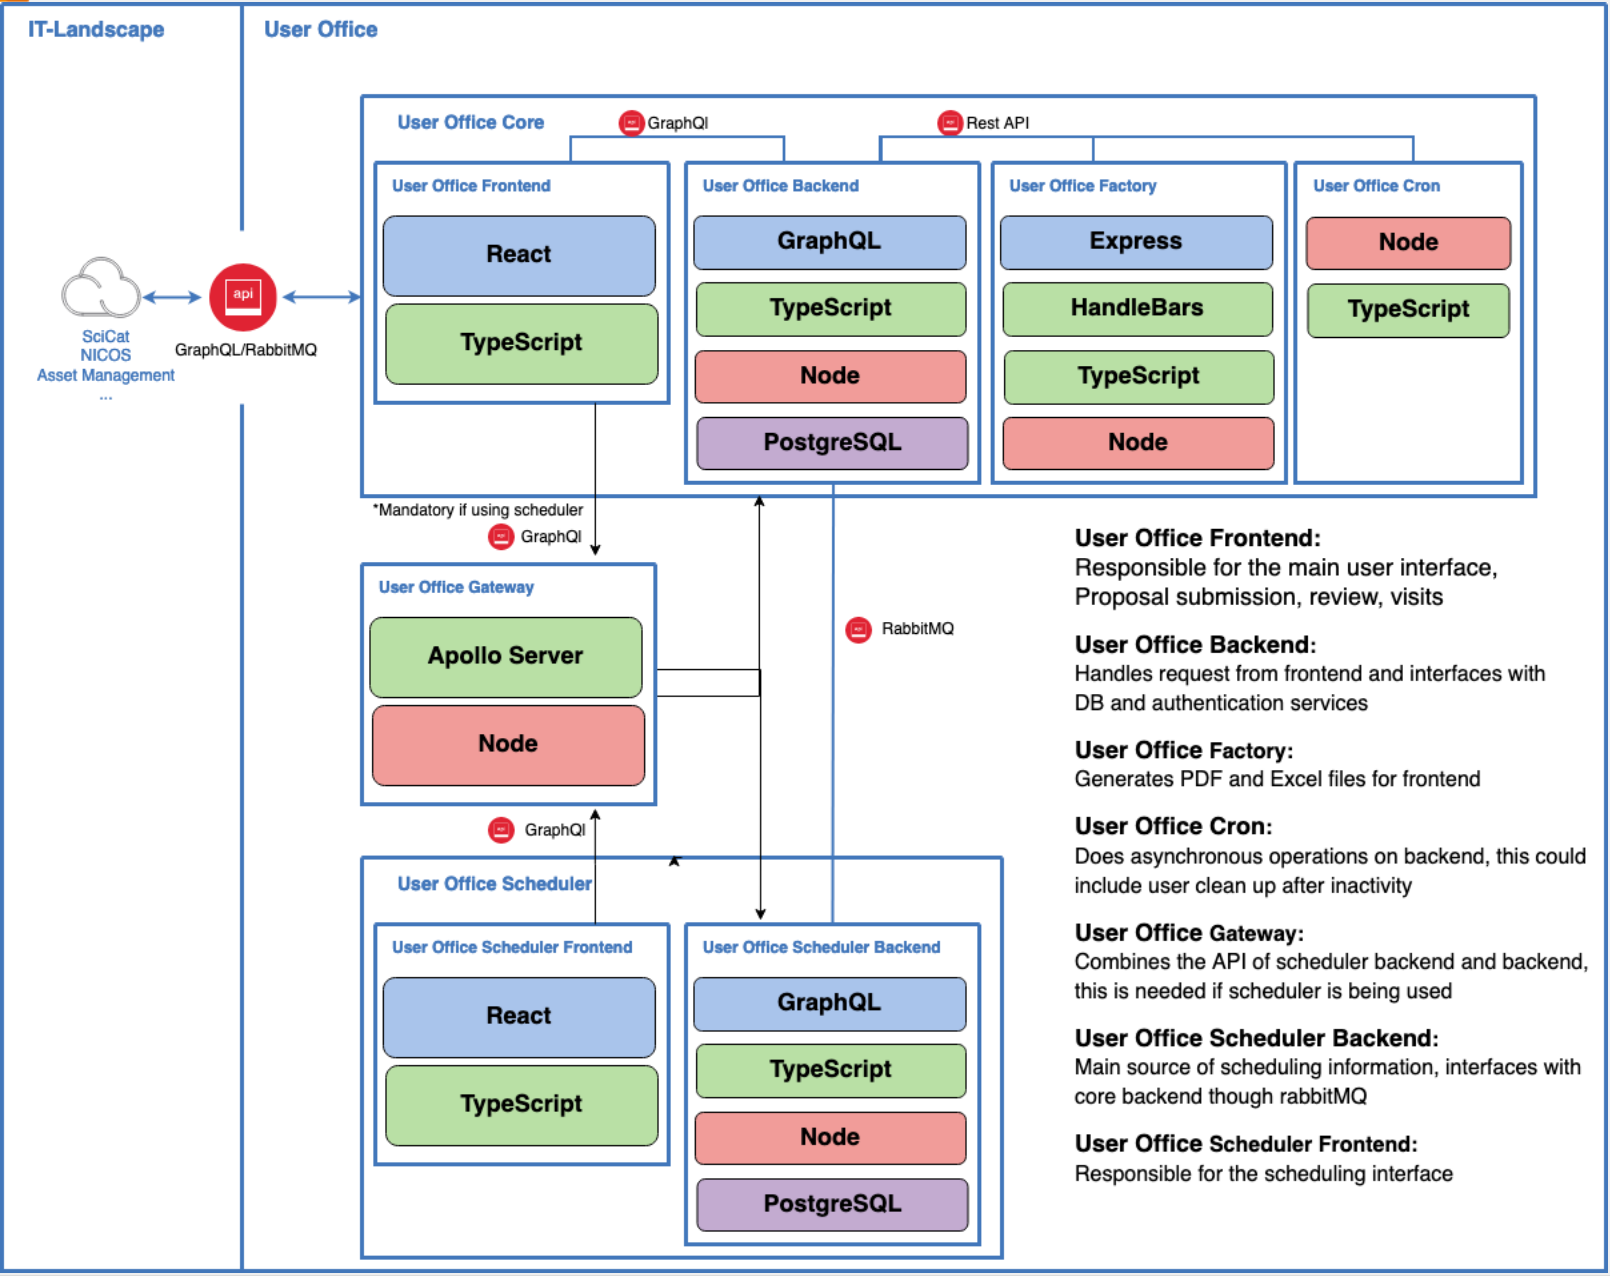 IT-Landscape
User Office
User Office Core
GraphQl
Rest API
User Office Frontend
React
TypeScript
User Office Backend
GraphQL
TypeScript
Node
PostgreSQL
User Office Factory
Express
HandleBars
TypeScript
Node
User Office Cron
Node
TypeScript
api
SciCat
NICOS
Asset Management
...
GraphQL/RabbitMQ
*Mandatory if using scheduler
GraphQl
User Office Gateway
Apollo Server
Node
RabbitMQ
GraphQl
User Office Scheduler
User Office Scheduler Frontend
React
TypeScript
User Office Scheduler Backend
GraphQL
TypeScript
Node
PostgreSQL
User Office Frontend:
Responsible for the main user interface,
Proposal submission, review, visits
User Office Backend:
Handles request from frontend and interfaces with
DB and authentication services
User Office Factory:
Generates PDF and Excel files for frontend
User Office Cron:
Does asynchronous operations on backend, this could
include user clean up after inactivity
User Office Gateway:
Combines the API of scheduler backend and backend,
this is needed if scheduler is being used
User Office Scheduler Backend:
Main source of scheduling information, interfaces with
core backend though rabbitMQ
User Office Scheduler Frontend:
Responsible for the scheduling interface